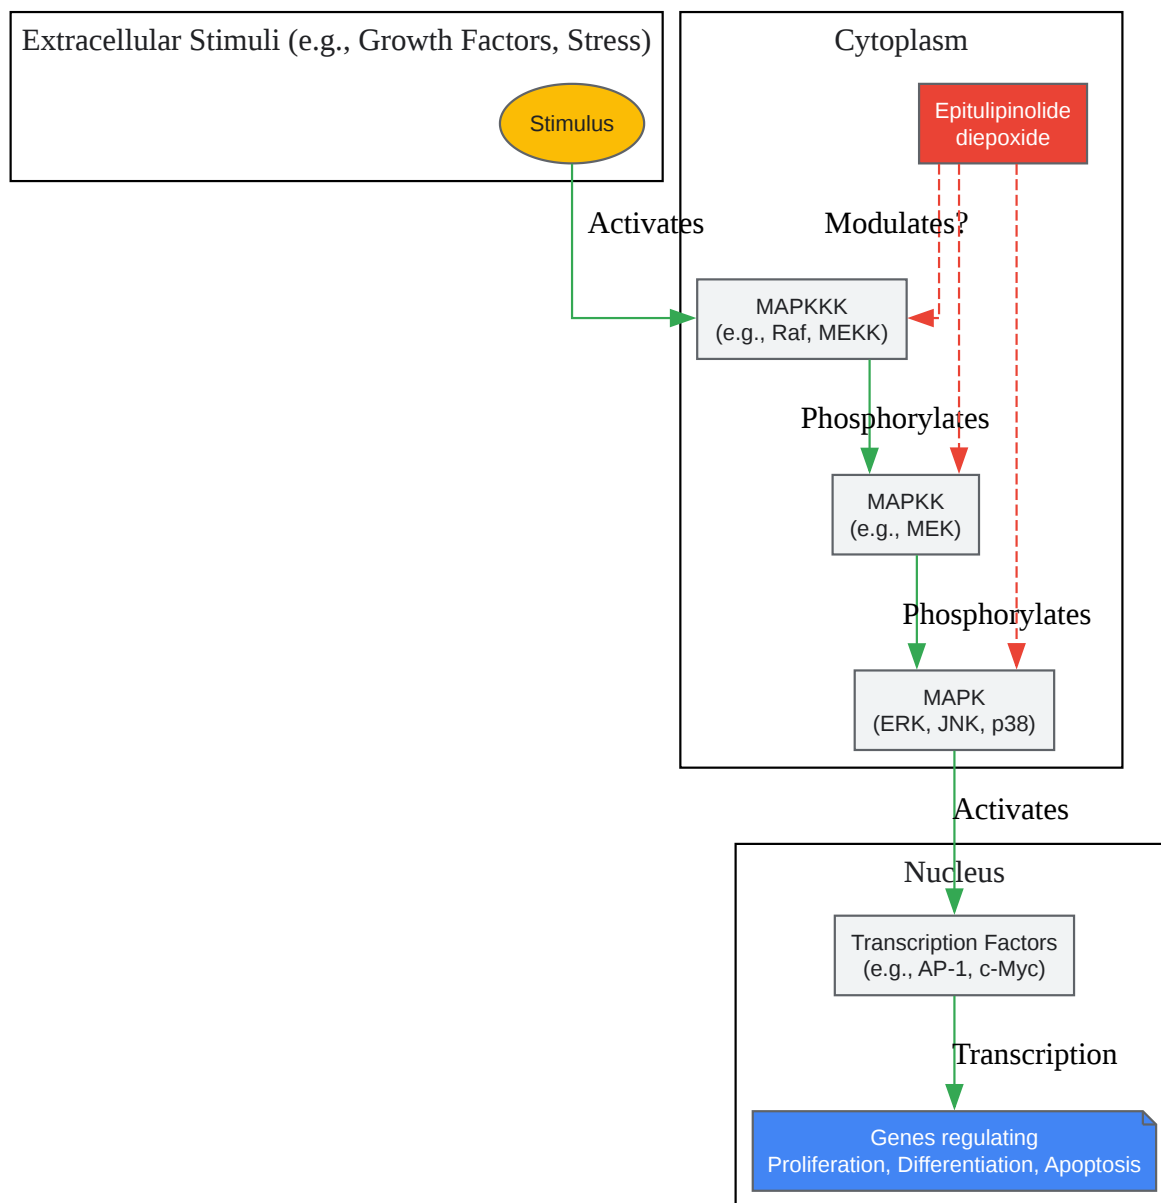 Extracellular Stimuli (e.g., Growth Factors, Stress)
Stimulus
Cytoplasm
Epitulipinolide
diepoxide
Activates
Modulates?
MAPKKK
(e.g., Raf, MEKK)
Phosphorylates
MAPKK
(e.g., MEK)
Phosphorylates
MAPK
(ERK, JNK, p38)
Activates
Nucleus
Transcription Factors
(e.g., AP-1, c-Myc)
Transcription
Genes regulating
Proliferation, Differentiation, Apoptosis